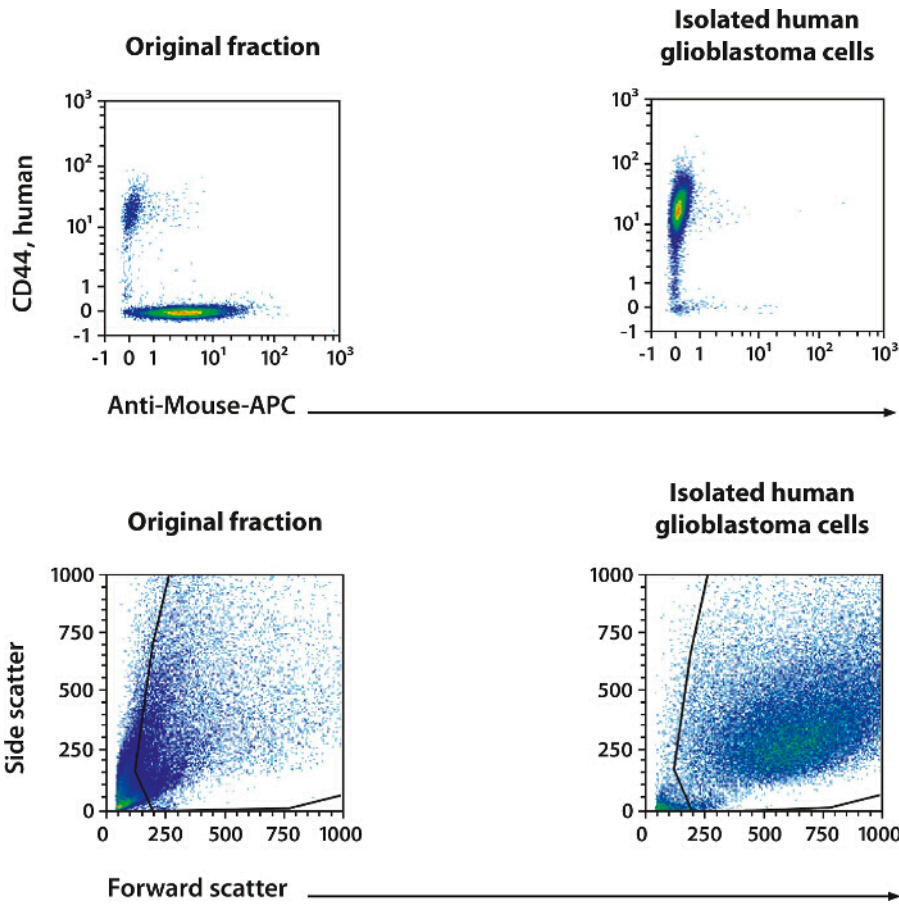 Original fraction
Isolated human
glioblastoma cells
CD44, human
10³
10²
10¹
1
0
-1
-1 0 1 10¹ 10² 10³
10³
10²
10¹
1
0
-1
-1 0 1 10¹ 10² 10³
Anti-Mouse-APC
Original fraction
Isolated human
glioblastoma cells
Side scatter
1000
750
500
250
0
0 250 500 750 1000
1000
750
500
250
0
0 250 500 750 1000
Forward scatter